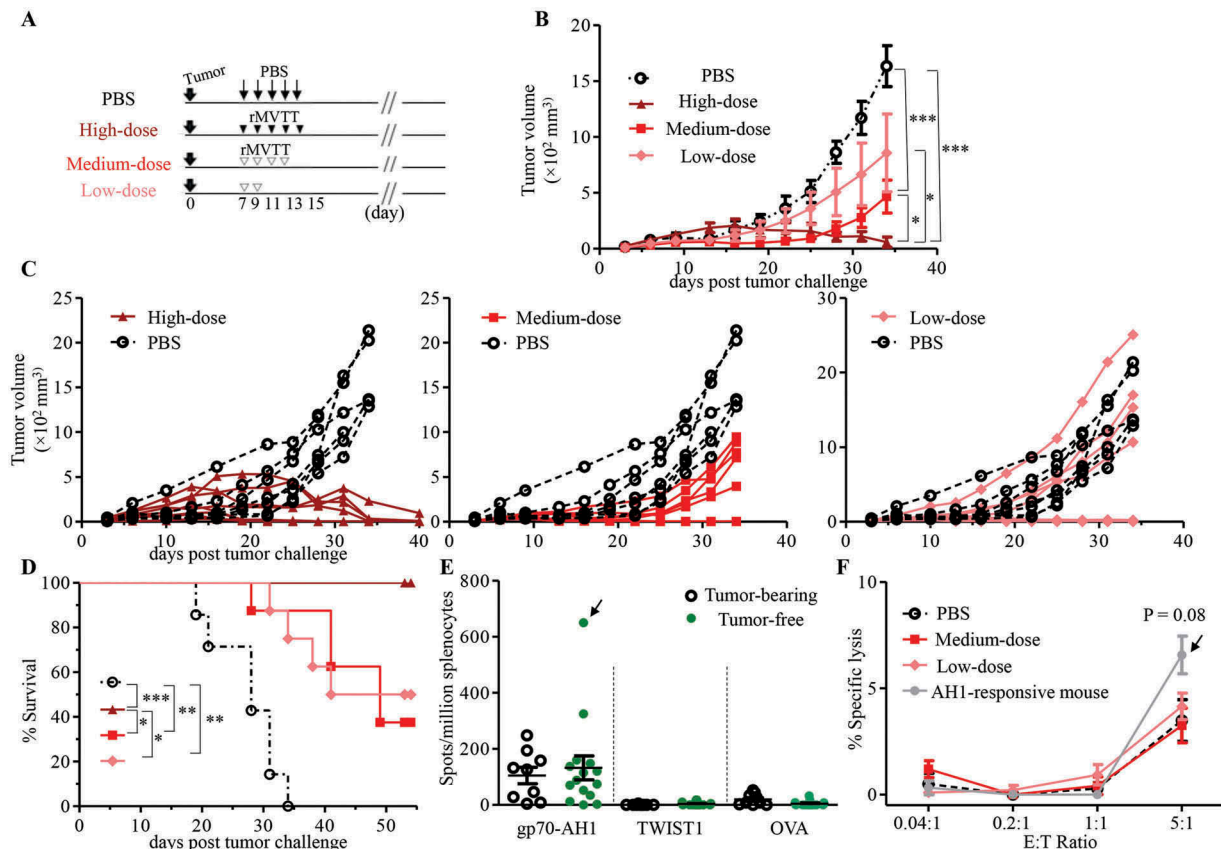 A
Tumor
PBS
PBS
rMVTT
High-dose
rMVTT
Medium-dose
Low-dose
0 7 9 11 13 15 (day)
B
Tumor volume
(×10² mm³)
20
15
10
5
0
PBS
High-dose
Medium-dose
Low-dose
***
***
*
*
0 10 20 30 40
days post tumor challenge
C
Tumor volume
(×10² mm³)
25
20
15
10
5
0
High-dose
PBS
0 10 20 30 40
days post tumor challenge
25
20
15
10
5
0
Medium-dose
PBS
0 10 20 30 40
days post tumor challenge
30
20
10
0
Low-dose
PBS
0 10 20 30 40
days post tumor challenge
D
% Survival
100
80
60
40
20
0
***
*
*
**
**
0 10 20 30 40 50
days post tumor challenge
E
Spots/million splenocytes
800
600
400
200
0
Tumor-bearing
Tumor-free
gp70-AH1 TWIST1 OVA
F
% Specific lysis
10
5
0
PBS
Medium-dose
Low-dose
AH1-responsive mouse
P = 0.08
0.04:1 0.2:1 1:1 5:1
E:T Ratio